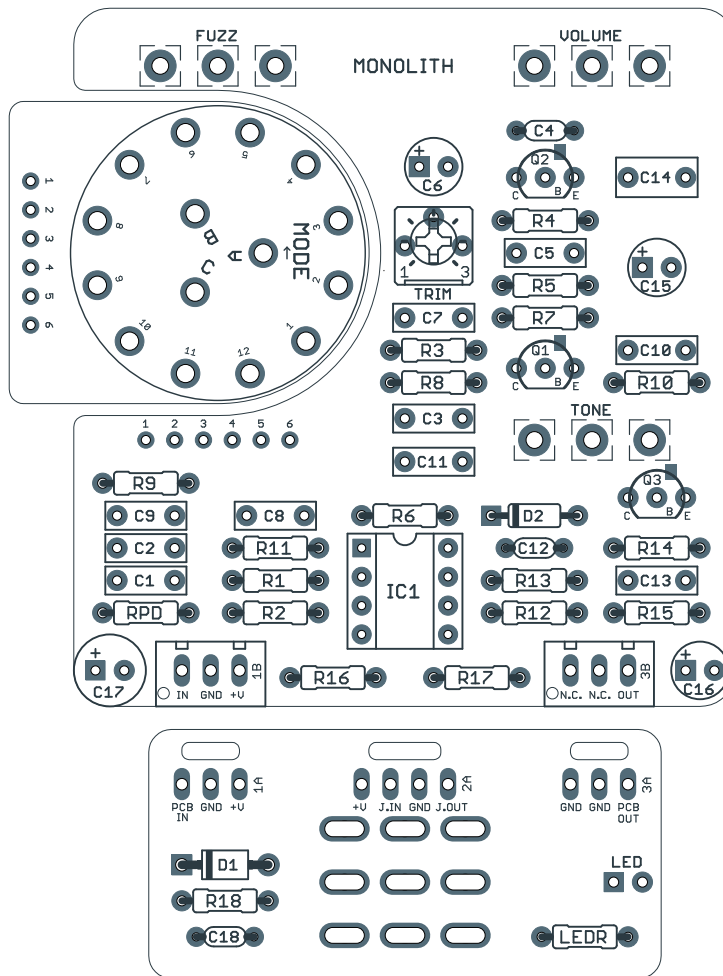 FUZZ
VOLUME
MONOLITH
C4
Q2
C B E
+
C6
C14
6 5
7 4
R4
1
2
3
4
5
6
8 3
B
A
C
MODE
9 2
10 1
11 12
C5
1 3
TRIM
R5
+
C15
C7
R7
R3
Q1
C B E
C10
R8
R10
C3
TONE
1 2 3 4 5 6
C11
R9
Q3
C B E
C9
C8
R6
D2
C2
R11
C12
R14
C1
R1
IC1
R13
C13
RPD
R2
R12
R15
+
C17
IN GND +V
1B
R16
R17
N.C. N.C. OUT
3B
+
C16
PCB IN GND +V
1A
+V J.IN GND J.OUT
2A
GND GND PCB OUT
3A
D1
LED
R18
C18
LEDR